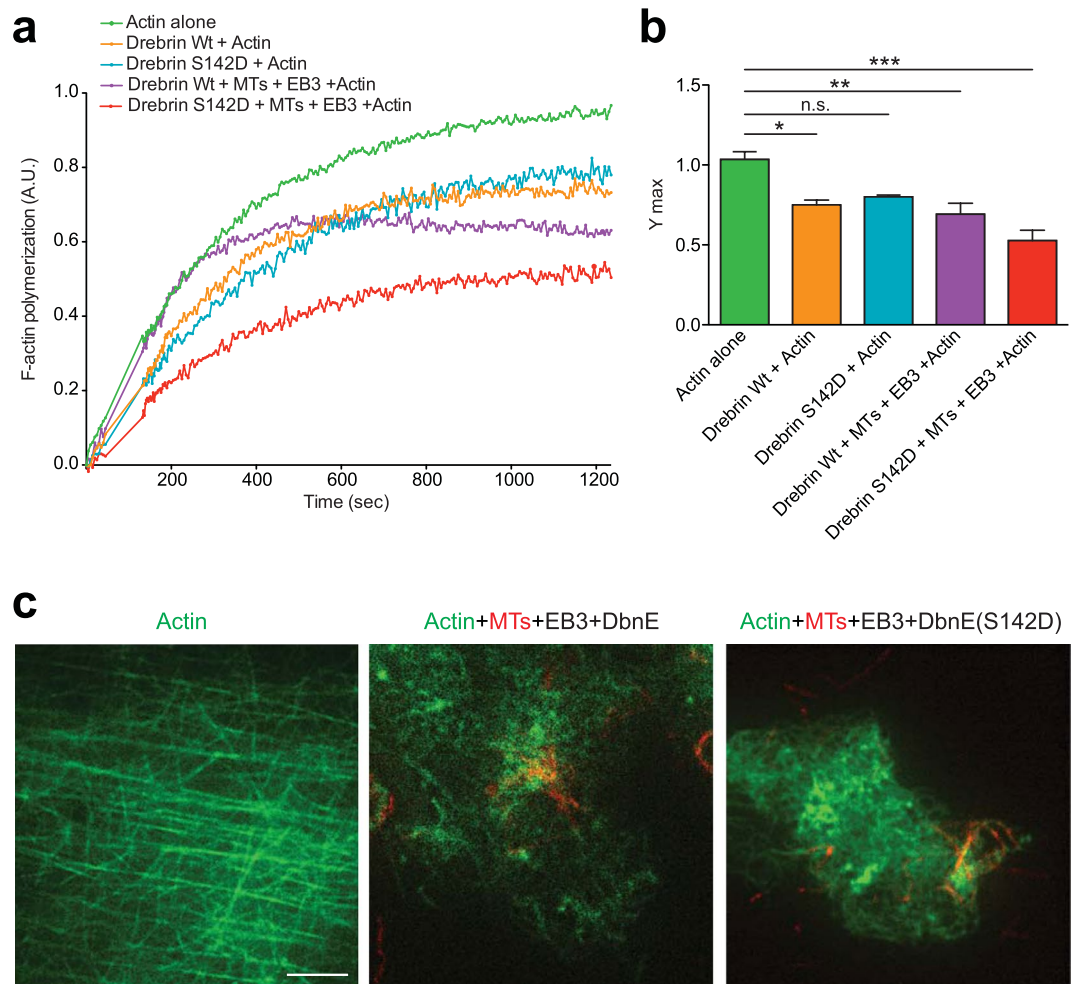 a
Actin alone
Drebrin Wt + Actin
Drebrin S142D + Actin
Drebrin Wt + MTs + EB3 +Actin
Drebrin S142D + MTs + EB3 +Actin
F-actin polymerization (A.U.)
1.0
0.8
0.6
0.4
0.2
0.0
200 400 600 800 1000 1200
Time (sec)
b
***
**
n.s.
*
Y max
1.5
1.0
0.5
0.0
Actin alone
Drebrin Wt + Actin
Drebrin S142D + Actin
Drebrin Wt + MTs + EB3 +Actin
Drebrin S142D + MTs + EB3 +Actin
c
Actin
Actin+MTs+EB3+DbnE
Actin+MTs+EB3+DbnE(S142D)